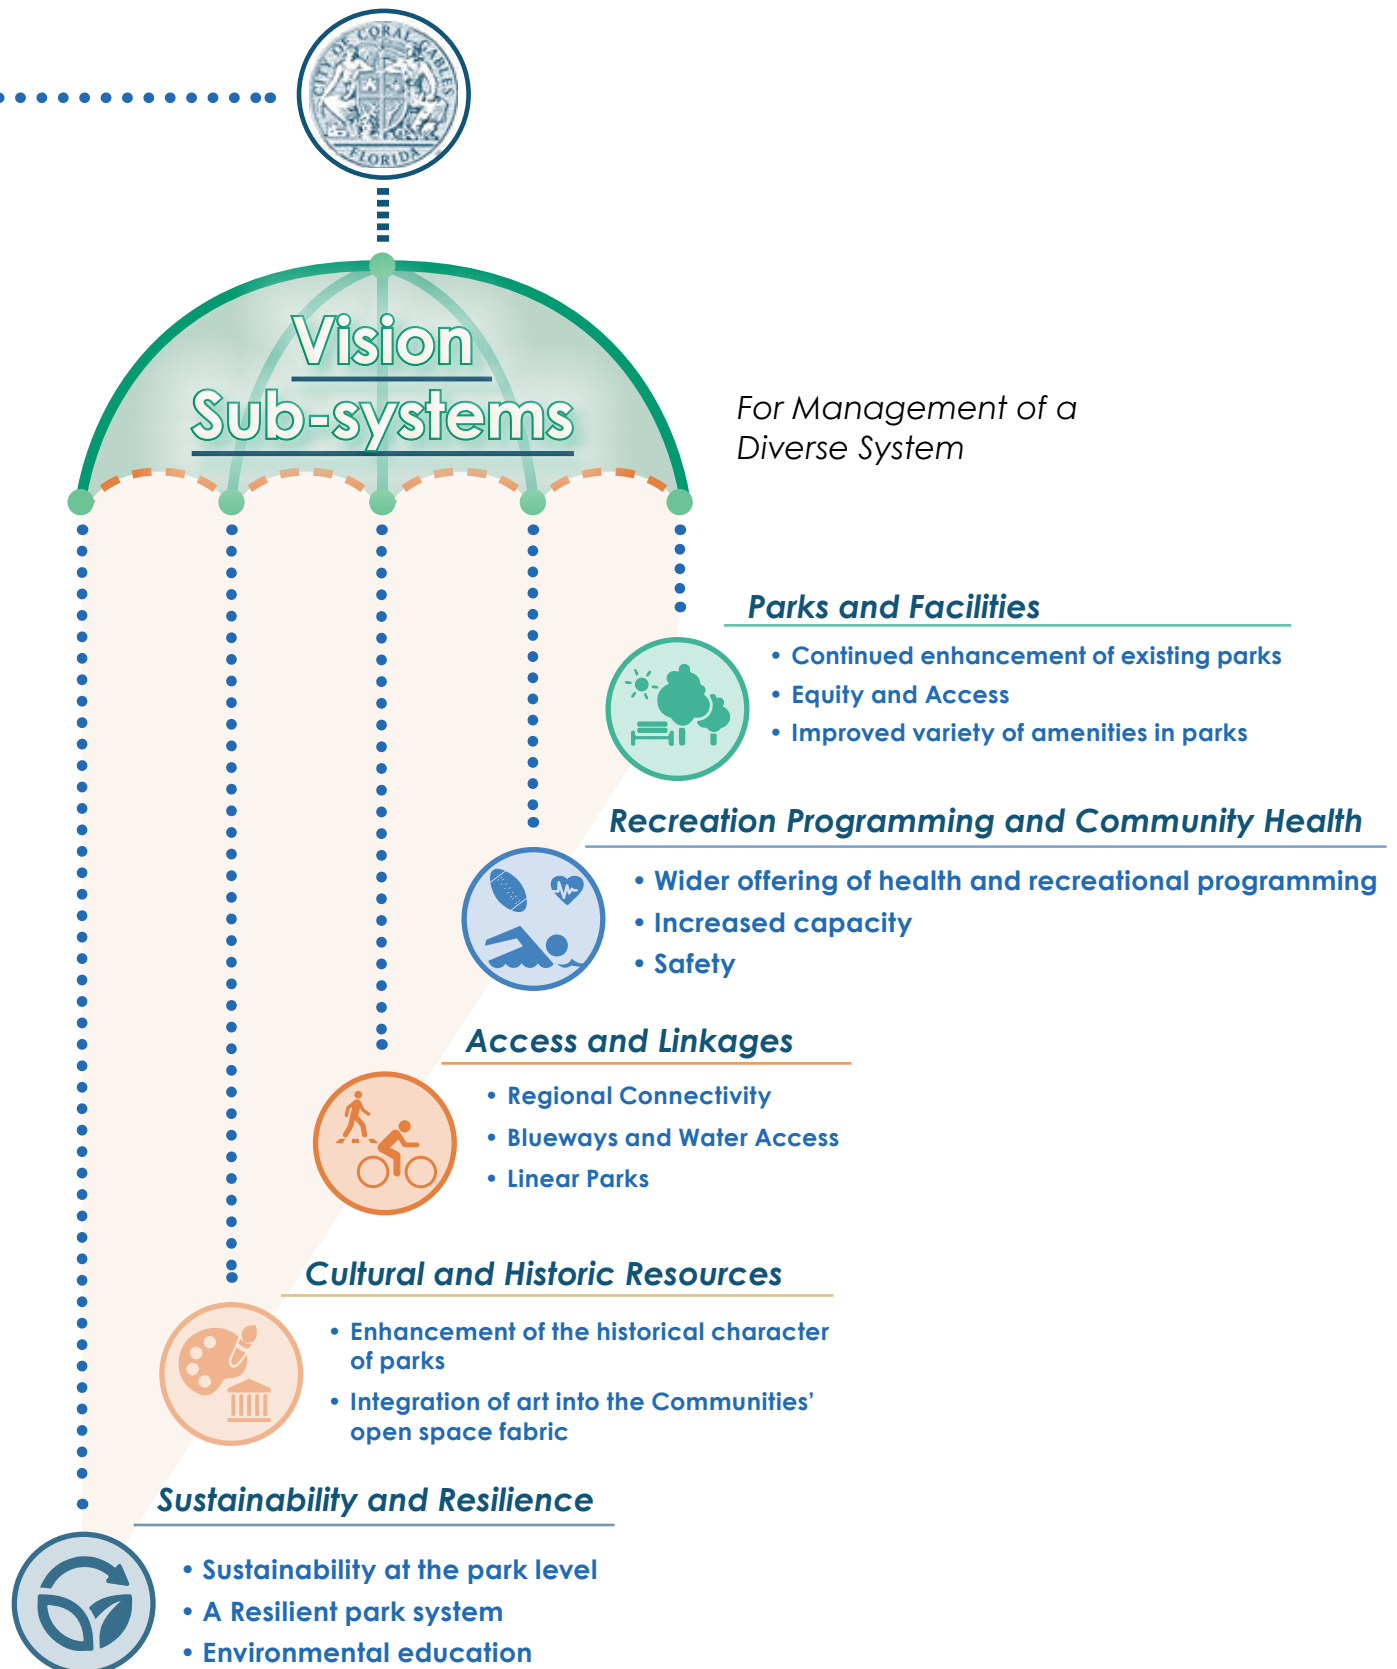 CITY OF CORAL GABLES
FLORIDA
Vision
Sub-systems
For Management of a
Diverse System
Parks and Facilities
• Continued enhancement of existing parks
• Equity and Access
• Improved variety of amenities in parks
Recreation Programming and Community Health
• Wider offering of health and recreational programming
• Increased capacity
• Safety
Access and Linkages
• Regional Connectivity
• Blueways and Water Access
• Linear Parks
Cultural and Historic Resources
• Enhancement of the historical character
of parks
• Integration of art into the Communities’
open space fabric
Sustainability and Resilience
• Sustainability at the park level
• A Resilient park system
• Environmental education